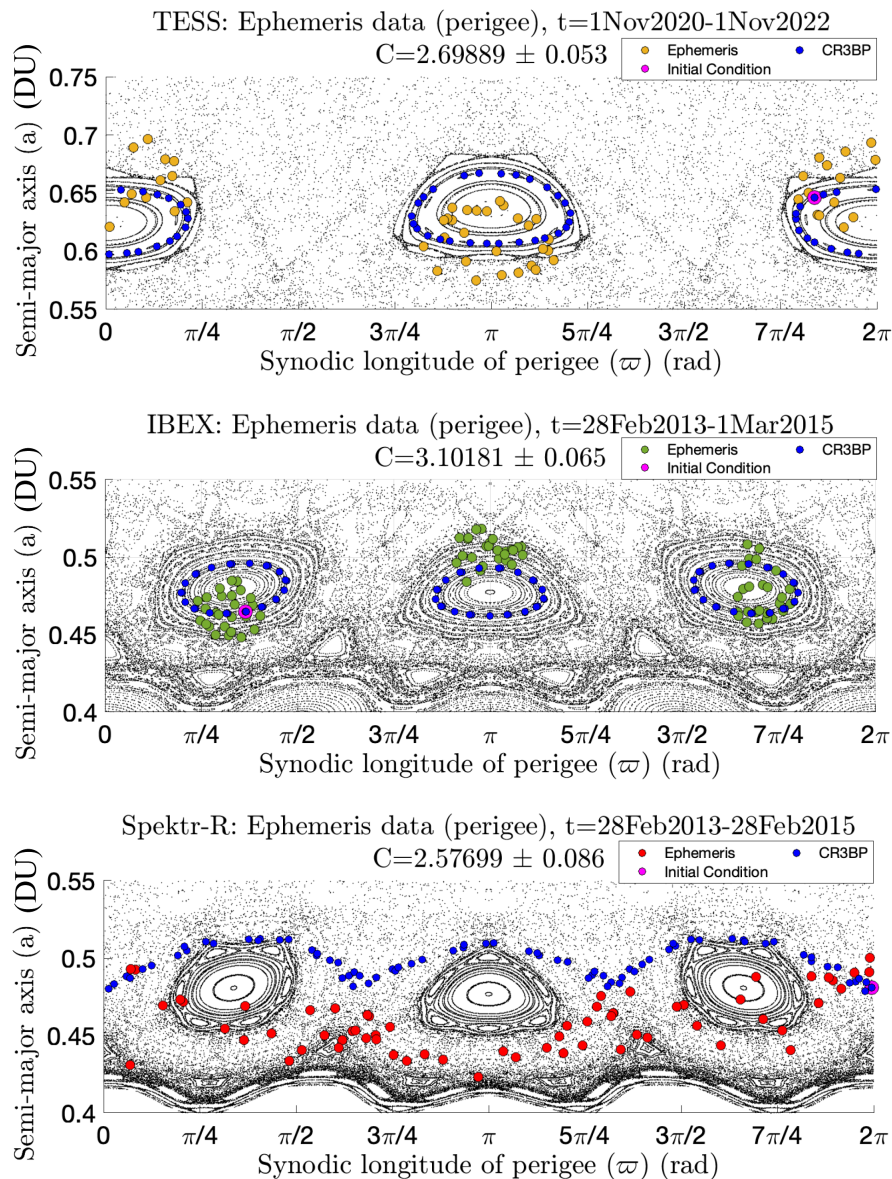 TESS: Ephemeris data (perigee), t=1Nov2020-1Nov2022
C=2.69889 ± 0.053
Ephemeris
CR3BP
Initial Condition
Semi-major axis (a) (DU)
0.75
0.7
0.65
0.6
0.55
0 π/4 π/2 3π/4 π 5π/4 3π/2 7π/4 2π
Synodic longitude of perigee (ϖ) (rad)
IBEX: Ephemeris data (perigee), t=28Feb2013-1Mar2015
C=3.10181 ± 0.065
Ephemeris
CR3BP
Initial Condition
Semi-major axis (a) (DU)
0.55
0.5
0.45
0.4
0 π/4 π/2 3π/4 π 5π/4 3π/2 7π/4 2π
Synodic longitude of perigee (ϖ) (rad)
Spektr-R: Ephemeris data (perigee), t=28Feb2013-28Feb2015
C=2.57699 ± 0.086
Ephemeris
CR3BP
Initial Condition
Semi-major axis (a) (DU)
0.55
0.5
0.45
0.4
0 π/4 π/2 3π/4 π 5π/4 3π/2 7π/4 2π
Synodic longitude of perigee (ϖ) (rad)